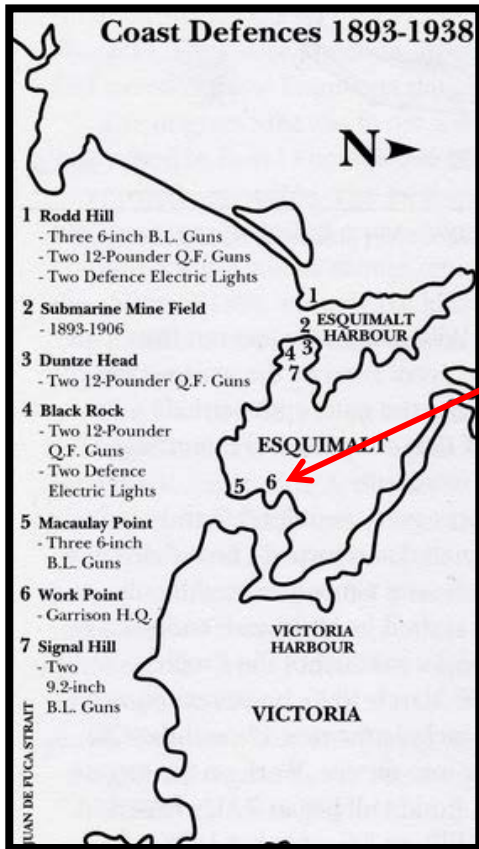 Coast Defences 1893-1938
N
1 Rodd Hill
- Three 6-inch B.L. Guns
- Two 12-Pounder Q.F. Guns
- Two Defence Electric Lights
2 Submarine Mine Field
- 1893-1906
3 Duntze Head
- Two 12-Pounder Q.F. Guns
4 Black Rock
- Two 12-Pounder
Q.F. Guns
- Two Defence
Electric Lights
5 Macaulay Point
- Three 6-inch
B.L. Guns
6 Work Point
- Garrison H.Q.
7 Signal Hill
- Two
9.2-inch
B.L. Guns
JUAN DE FUCA STRAIT
1
ESQUIMALT
HARBOUR
2
3
4
7
ESQUIMALT
5 6
VICTORIA
HARBOUR
VICTORIA